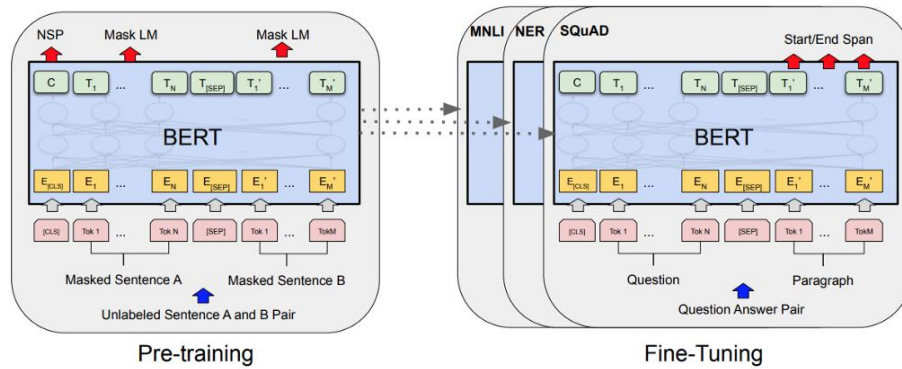 NSP Mask LM Mask LM
C T1 ... TN T[SEP] T1' ... TM'
BERT
E[CLS] E1 ... EN E[SEP] E1' ... EM'
[CLS] Tok 1 ... Tok N [SEP] Tok 1 ... TokM
Masked Sentence A Masked Sentence B
Unlabeled Sentence A and B Pair
Pre-training
MNLI NER SQuAD
Start/End Span
C T1 ... TN T[SEP] T1' ... TM'
BERT
E[CLS] E1 ... EN E[SEP] E1' ... EM'
[CLS] Tok 1 ... Tok N [SEP] Tok 1 ... TokM
Question Paragraph
Question Answer Pair
Fine-Tuning